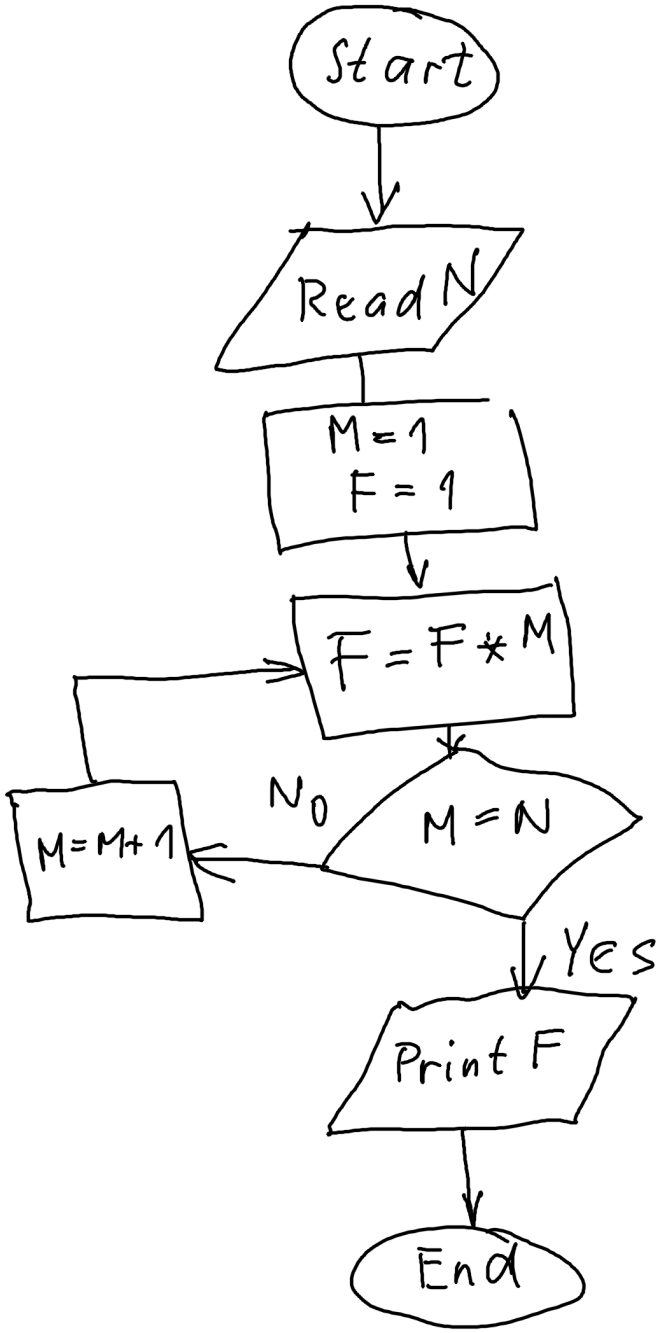 Start
Read N
M = 1
F = 1
F = F * M
M = N
No
M = M + 1
Yes
Print F
End